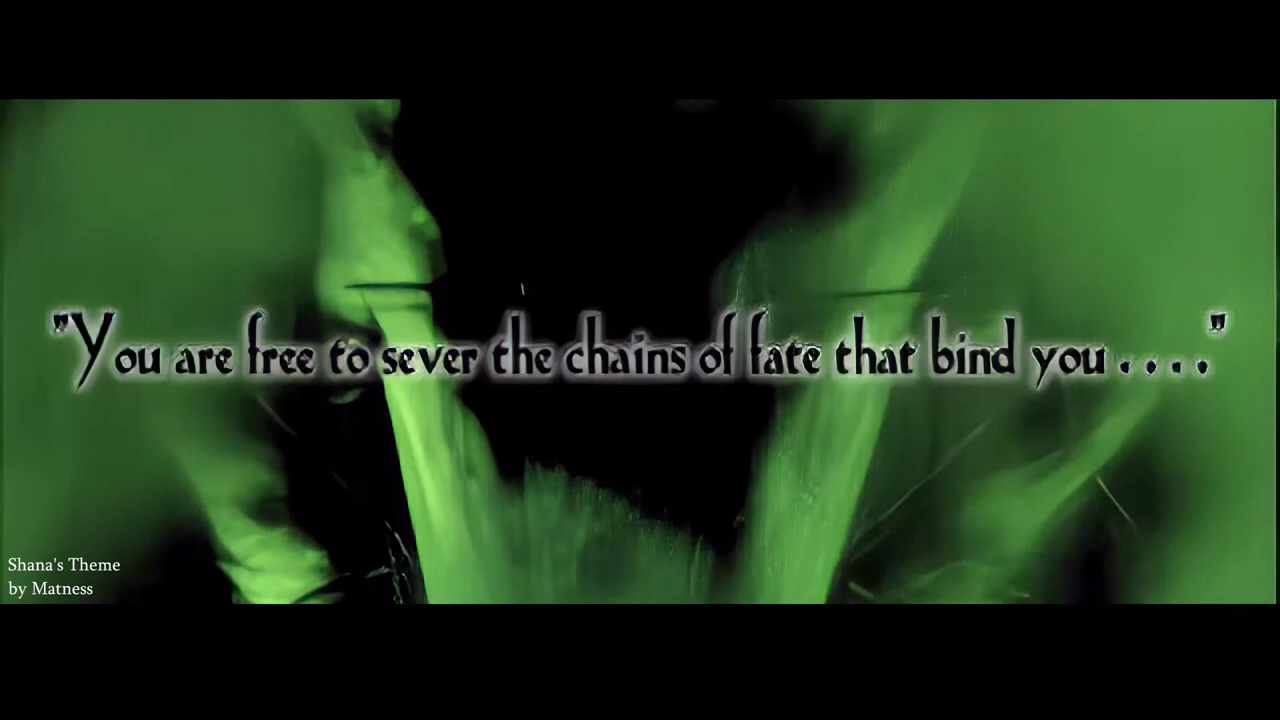 "You are free to sever the chains of fate that bind you . . . ."
Shana's Theme
by Matness